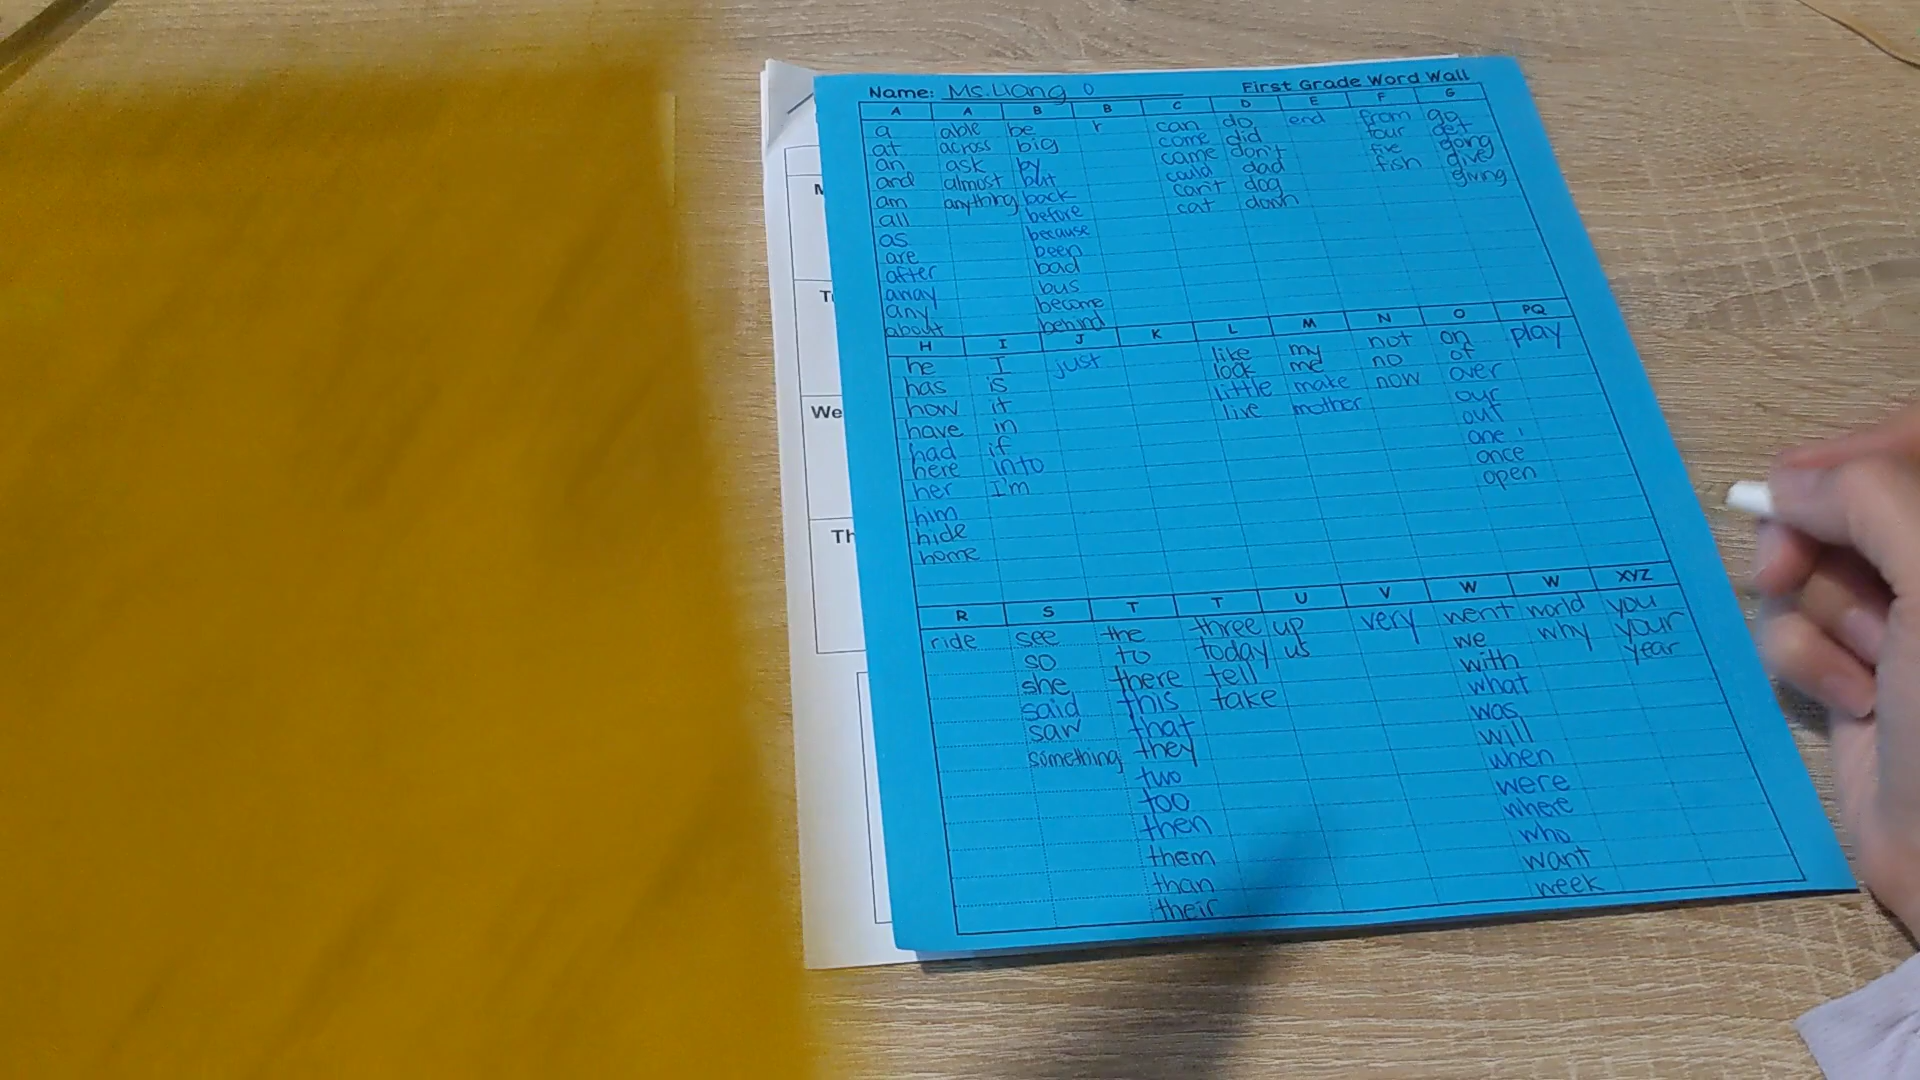 Name: Ms. Liang First Grade Word Wall
A A B B C D E F G
a able be r can do end from go
at across big come did four get
an ask by came don't five going
and almost but could dad fish give
am anything back can't dog giving
all before cat down
as because
are been
after bad
away bus
any become
about behind
H I J K L M N O PQ
he I just like my not on play
has is look me no of
how it little make now over
have in live mother our
had if out
here into one
her I'm once
him open
hide
home
R S T T U V W W XYZ
ride see the three up very went world you
so to today us we why your
she there tell with year
said this take what
saw that was
something they will
two when
too were
then where
them who
than want
their week
M
T
We
Th